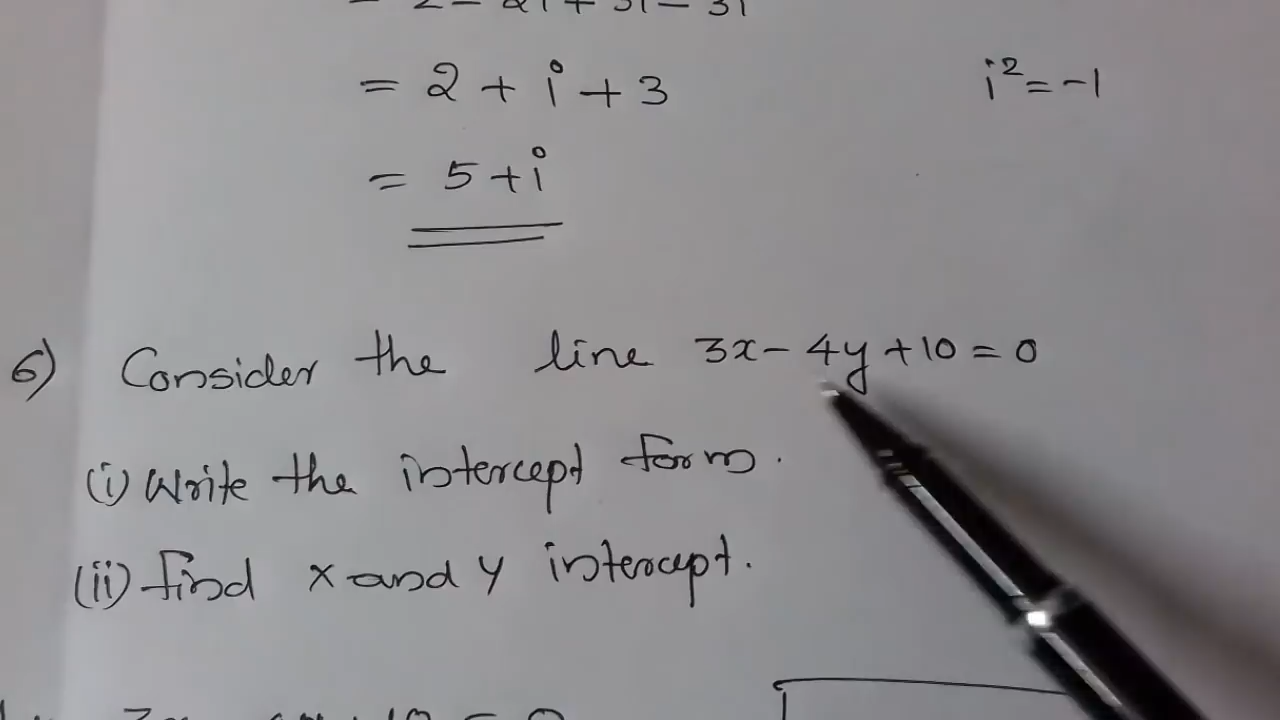 = 2 + i + 3
i² = -1
= 5 + i
6) Consider the line 3x - 4y + 10 = 0
(i) Write the intercept form.
(ii) find x and y intercept.